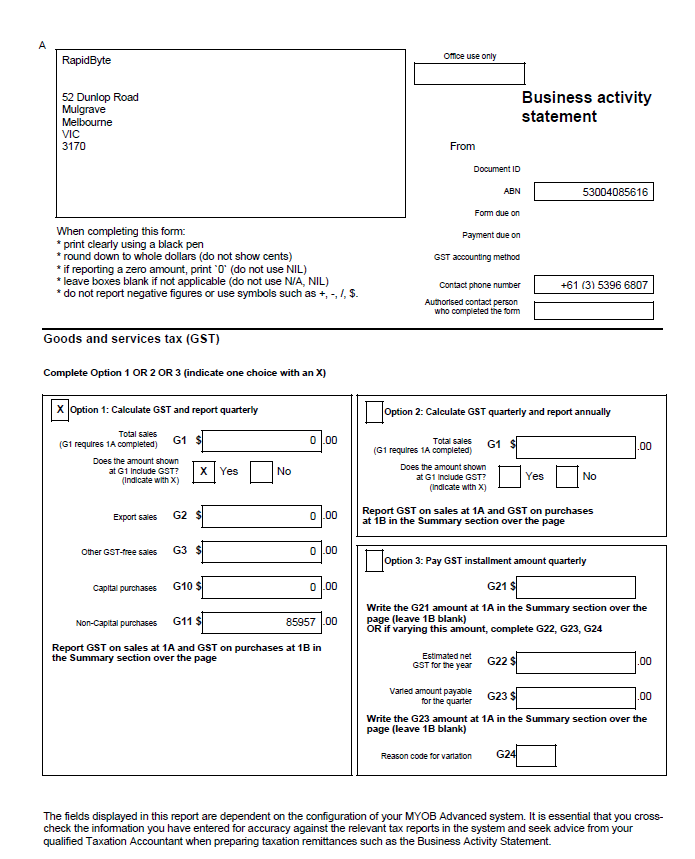 A
RapidByte
52 Dunlop Road
Mulgrave
Melbourne
VIC
3170
Office use only
Business activity
statement
From
Document ID
ABN 53004085616
Form due on
Payment due on
GST accounting method
Contact phone number +61 (3) 5396 6807
Authorised contact person
who completed the form
When completing this form:
* print clearly using a black pen
* round down to whole dollars (do not show cents)
* if reporting a zero amount, print `0` (do not use NIL)
* leave boxes blank if not applicable (do not use N/A, NIL)
* do not report negative figures or use symbols such as +, -, /, $.
Goods and services tax (GST)
Complete Option 1 OR 2 OR 3 (indicate one choice with an X)
X Option 1: Calculate GST and report quarterly
Total sales
(G1 requires 1A completed) G1 $ 0 .00
Does the amount shown
at G1 include GST?
(indicate with X)
X Yes No
Export sales G2 $ 0 .00
Other GST-free sales G3 $ 0 .00
Capital purchases G10 $ 0 .00
Non-Capital purchases G11 $ 85957 .00
Report GST on sales at 1A and GST on purchases at 1B in
the Summary section over the page
Option 2: Calculate GST quarterly and report annually
Total sales
(G1 requires 1A completed) G1 $ .00
Does the amount shown
at G1 include GST?
(indicate with X)
Yes No
Report GST on sales at 1A and GST on purchases
at 1B in the Summary section over the page
Option 3: Pay GST installment amount quarterly
G21 $
Write the G21 amount at 1A in the Summary section over the
page (leave 1B blank)
OR if varying this amount, complete G22, G23, G24
Estimated net
GST for the year G22 $ .00
Varied amount payable
for the quarter G23 $ .00
Write the G23 amount at 1A in the Summary section over the
page (leave 1B blank)
Reason code for variation G24
The fields displayed in this report are dependent on the configuration of your MYOB Advanced system. It is essential that you cross-
check the information you have entered for accuracy against the relevant tax reports in the system and seek advice from your
qualified Taxation Accountant when preparing taxation remittances such as the Business Activity Statement.